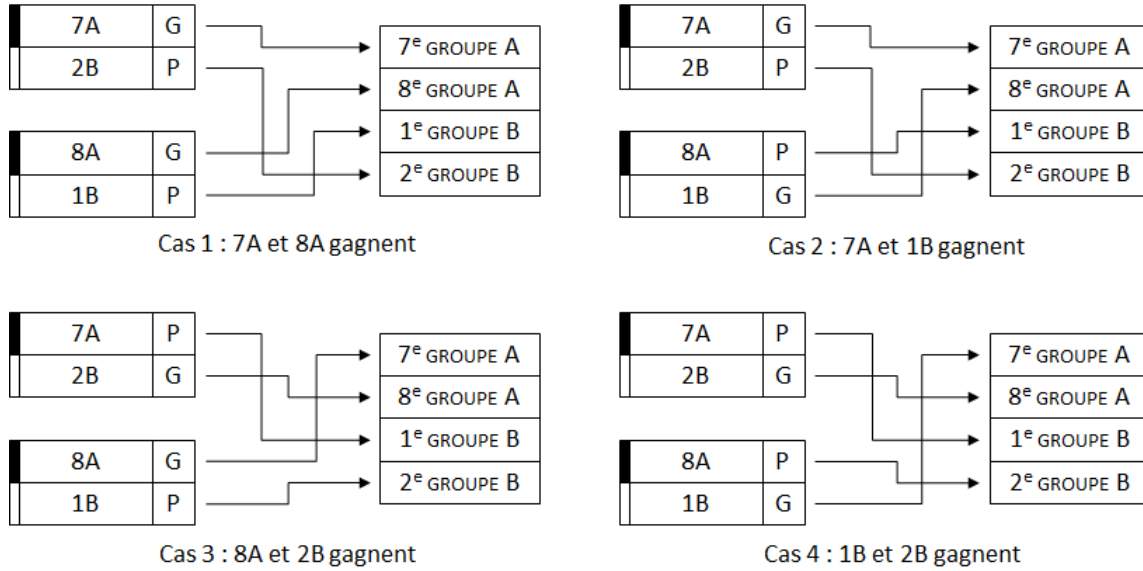 7A G
2B P
8A G
1B P
7e GROUPE A
8e GROUPE A
1e GROUPE B
2e GROUPE B
Cas 1 : 7A et 8A gagnent
7A G
2B P
8A P
1B G
7e GROUPE A
8e GROUPE A
1e GROUPE B
2e GROUPE B
Cas 2 : 7A et 1B gagnent
7A P
2B G
8A G
1B P
7e GROUPE A
8e GROUPE A
1e GROUPE B
2e GROUPE B
Cas 3 : 8A et 2B gagnent
7A P
2B G
8A P
1B G
7e GROUPE A
8e GROUPE A
1e GROUPE B
2e GROUPE B
Cas 4 : 1B et 2B gagnent